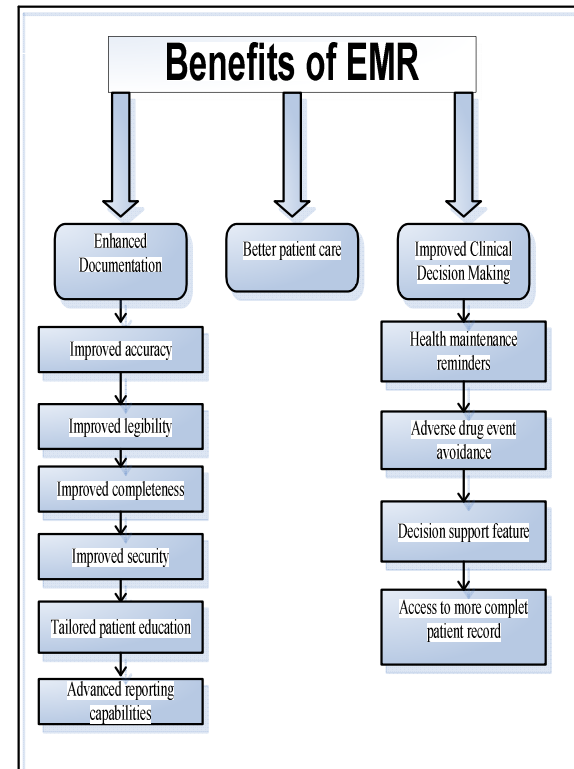 Benefits of EMR
Enhanced
Documentation
Improved accuracy
Improved legibility
Improved completeness
Improved security
Tailored patient education
Advanced reporting
capabilities
Better patient care
Improved Clinical
Decision Making
Health maintenance
reminders
Adverse drug event
avoidance
Decision support feature
Access to more complet
patient record